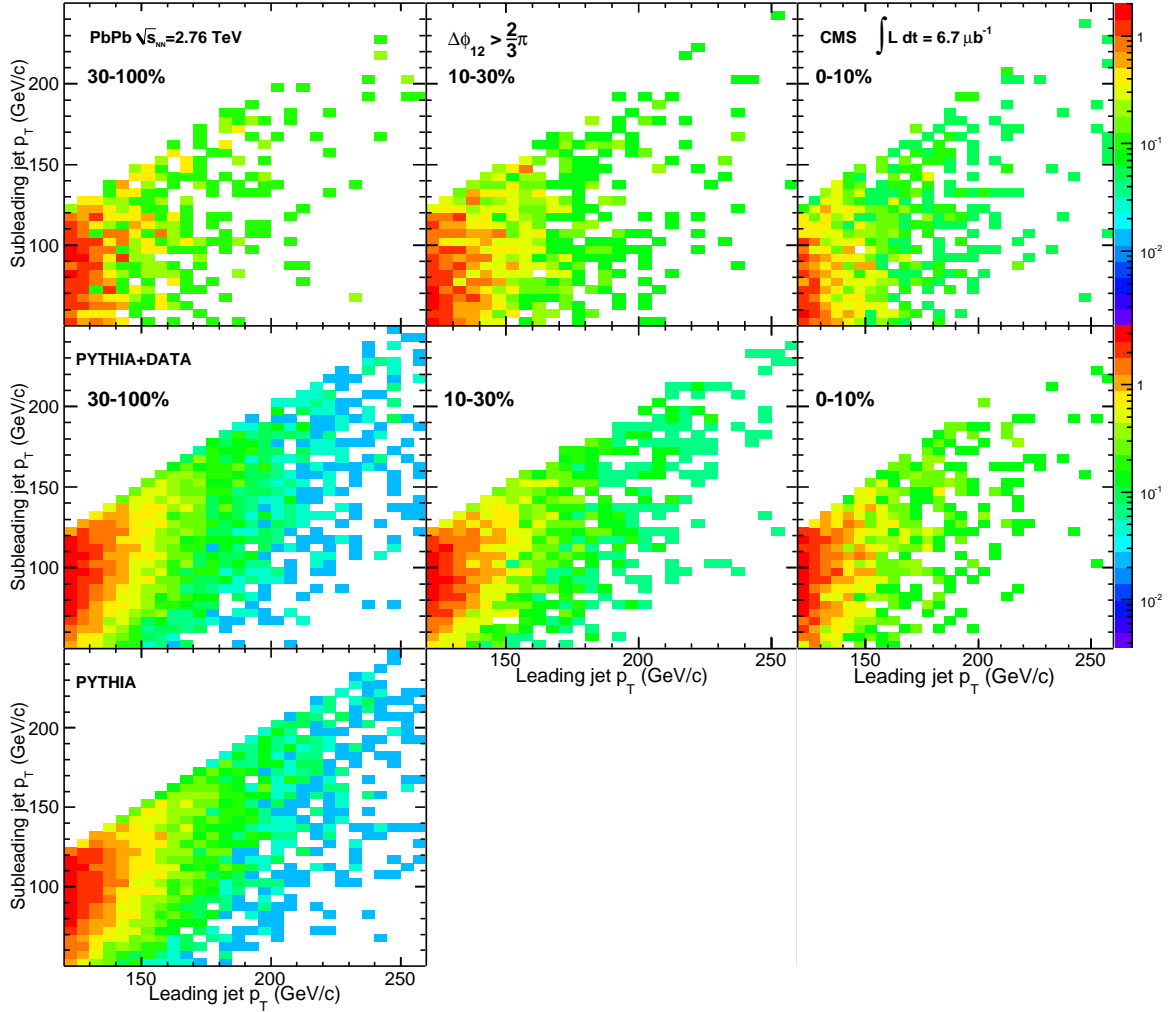 PbPb √s_NN=2.76 TeV
30-100%
Δϕ_12 > 2/3 π
10-30%
CMS ∫L dt = 6.7 μb^-1
0-10%
Subleading jet p_T (GeV/c)
200
150
100
1
10^-1
10^-2
PYTHIA+DATA
30-100%
10-30%
0-10%
Subleading jet p_T (GeV/c)
200
150
100
1
10^-1
10^-2
150 200 250
Leading jet p_T (GeV/c)
150 200 250
Leading jet p_T (GeV/c)
PYTHIA
Subleading jet p_T (GeV/c)
200
150
100
150 200 250
Leading jet p_T (GeV/c)